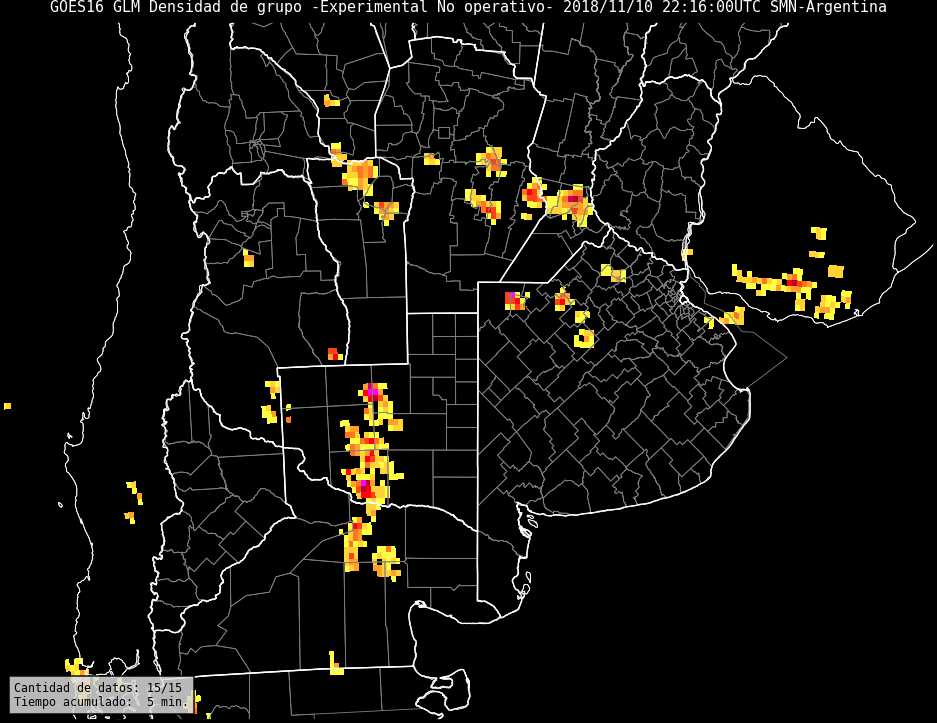 GOES16 GLM Densidad de grupo -Experimental No operativo- 2018/11/10 22:16:00UTC SMN-Argentina
Cantidad de datos: 15/15
Tiempo acumulado:  5 min.